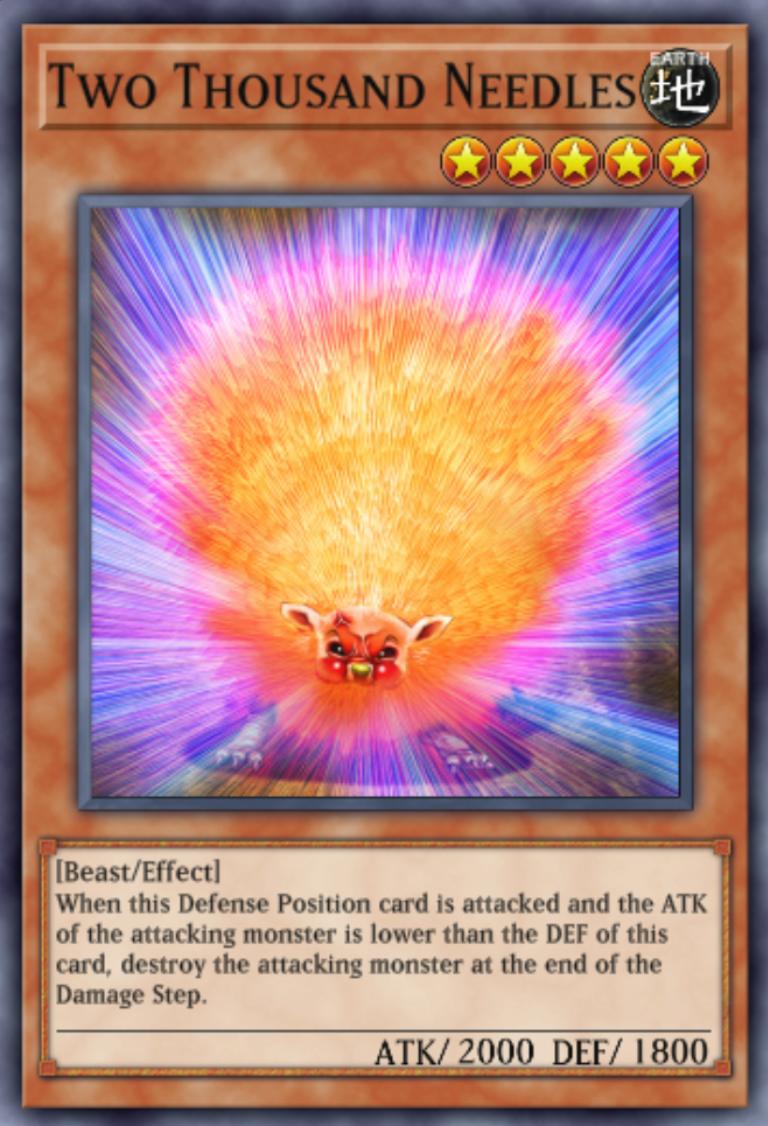 Two Thousand Needles
EARTH
地
[Beast/Effect]
When this Defense Position card is attacked and the ATK
of the attacking monster is lower than the DEF of this
card, destroy the attacking monster at the end of the
Damage Step.
ATK/ 2000 DEF/ 1800